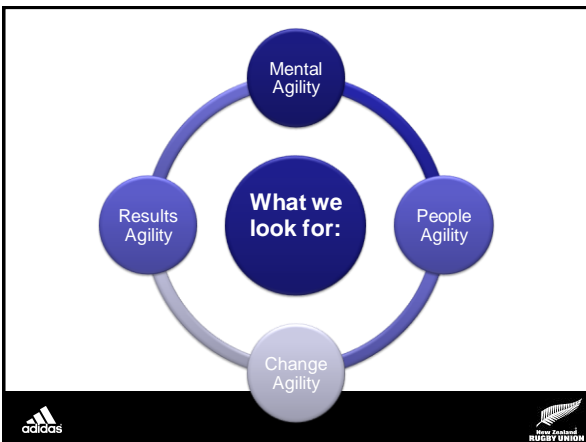 Mental
Agility
What we
look for:
Results
Agility
People
Agility
Change
Agility
adidas
New Zealand
RUGBY UNION